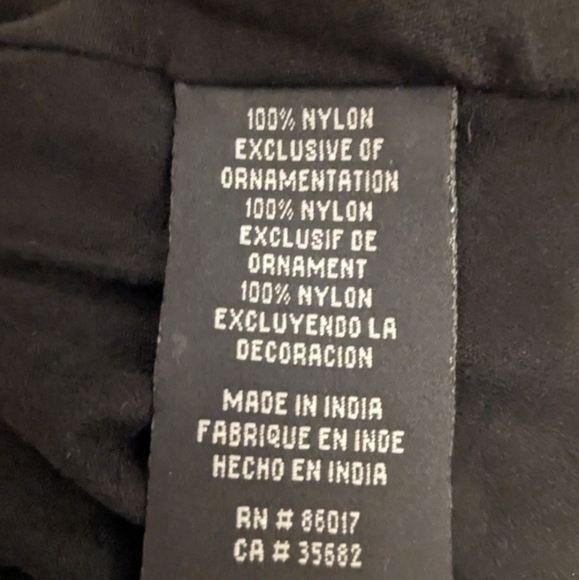 100% NYLON
EXCLUSIVE OF
ORNAMENTATION
100% NYLON
EXCLUSIF DE
ORNAMENT
100% NYLON
EXCLUYENDO LA
DECORACION
MADE IN INDIA
FABRIQUE EN INDE
HECHO EN INDIA
RN # 86017
CA # 35682